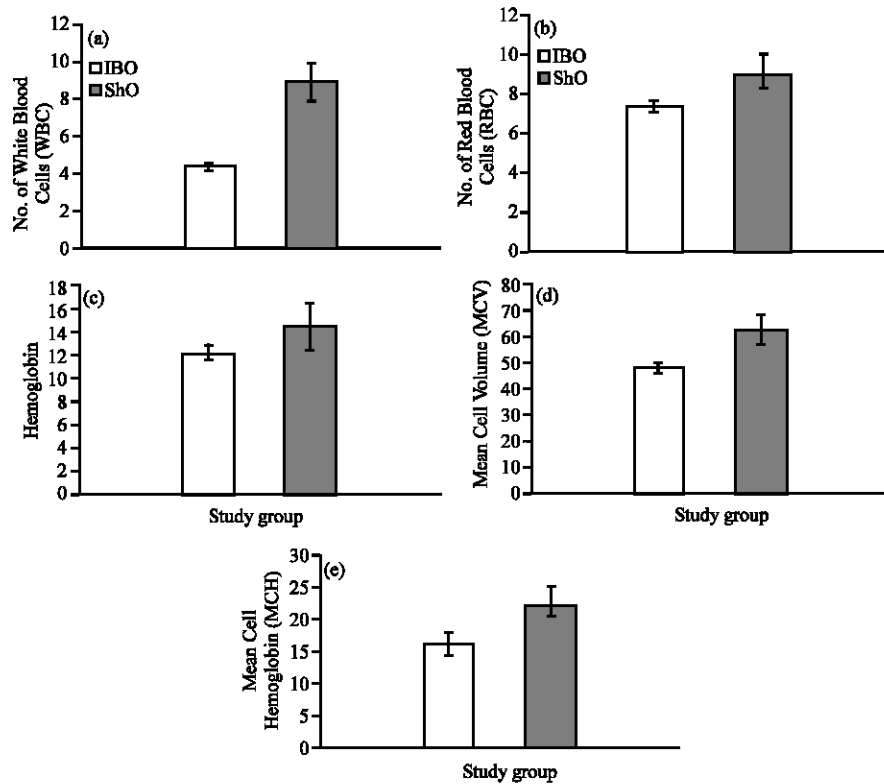 (a)
IBO
ShO
No. of White Blood
Cells (WBC)
12
10
8
6
4
2
0
(b)
IBO
ShO
No. of Red Blood
Cells (RBC)
12
10
8
6
4
2
0
(c)
Hemoglobin
18
16
14
12
10
8
6
4
2
0
Study group
(d)
Mean Cell Volume (MCV)
80
70
60
50
40
30
20
10
0
Study group
(e)
Mean Cell
Hemoglobin (MCH)
30
25
20
15
10
5
0
Study group